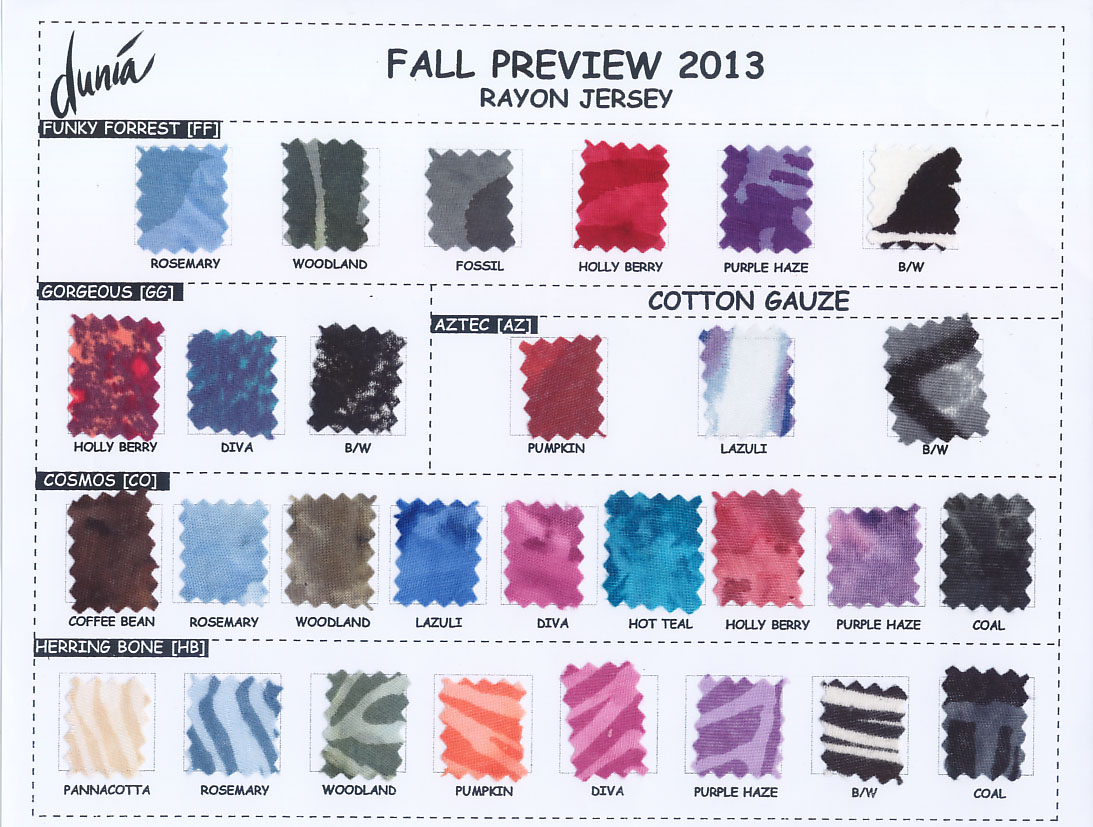 dunia
FALL PREVIEW 2013
RAYON JERSEY
FUNKY FORREST [FF]
ROSEMARY WOODLAND FOSSIL HOLLY BERRY PURPLE HAZE B/W
GORGEOUS [GG]
HOLLY BERRY DIVA B/W
COTTON GAUZE
AZTEC [AZ]
PUMPKIN LAZULI B/W
COSMOS [CO]
COFFEE BEAN ROSEMARY WOODLAND LAZULI DIVA HOT TEAL HOLLY BERRY PURPLE HAZE COAL
HERRING BONE [HB]
PANNACOTTA ROSEMARY WOODLAND PUMPKIN DIVA PURPLE HAZE B/W COAL